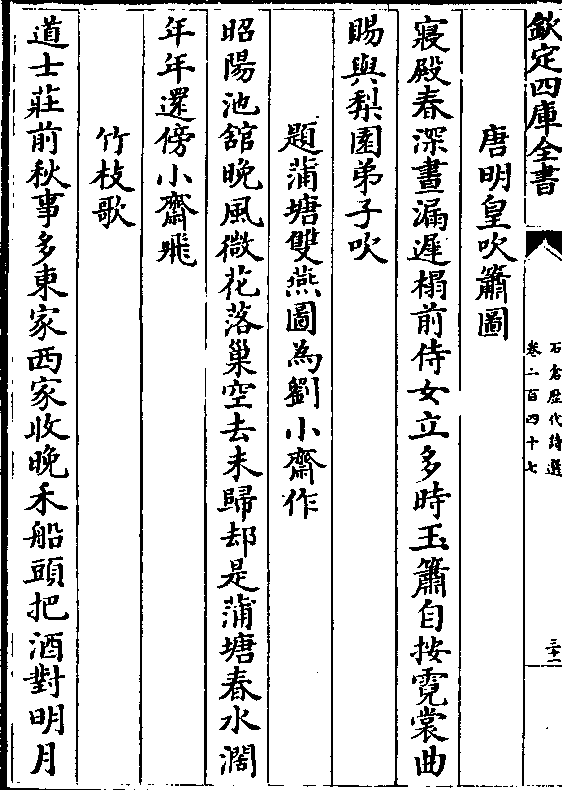 欽定四庫全書
石倉歷代詩選
卷二百四十七
三十二
唐明皇吹簫圖
寢殿春深晝漏遲榻前侍女立多時玉簫自按霓裳曲
賜與梨園弟子吹
題蒲塘雙燕圖為劉小齋作
昭陽池舘晚風微花落巢空去未歸却是蒲塘春水濶
年年還傍小齋飛
竹枝歌
道士莊前秋事多東家西家收晚禾船頭把酒對明月